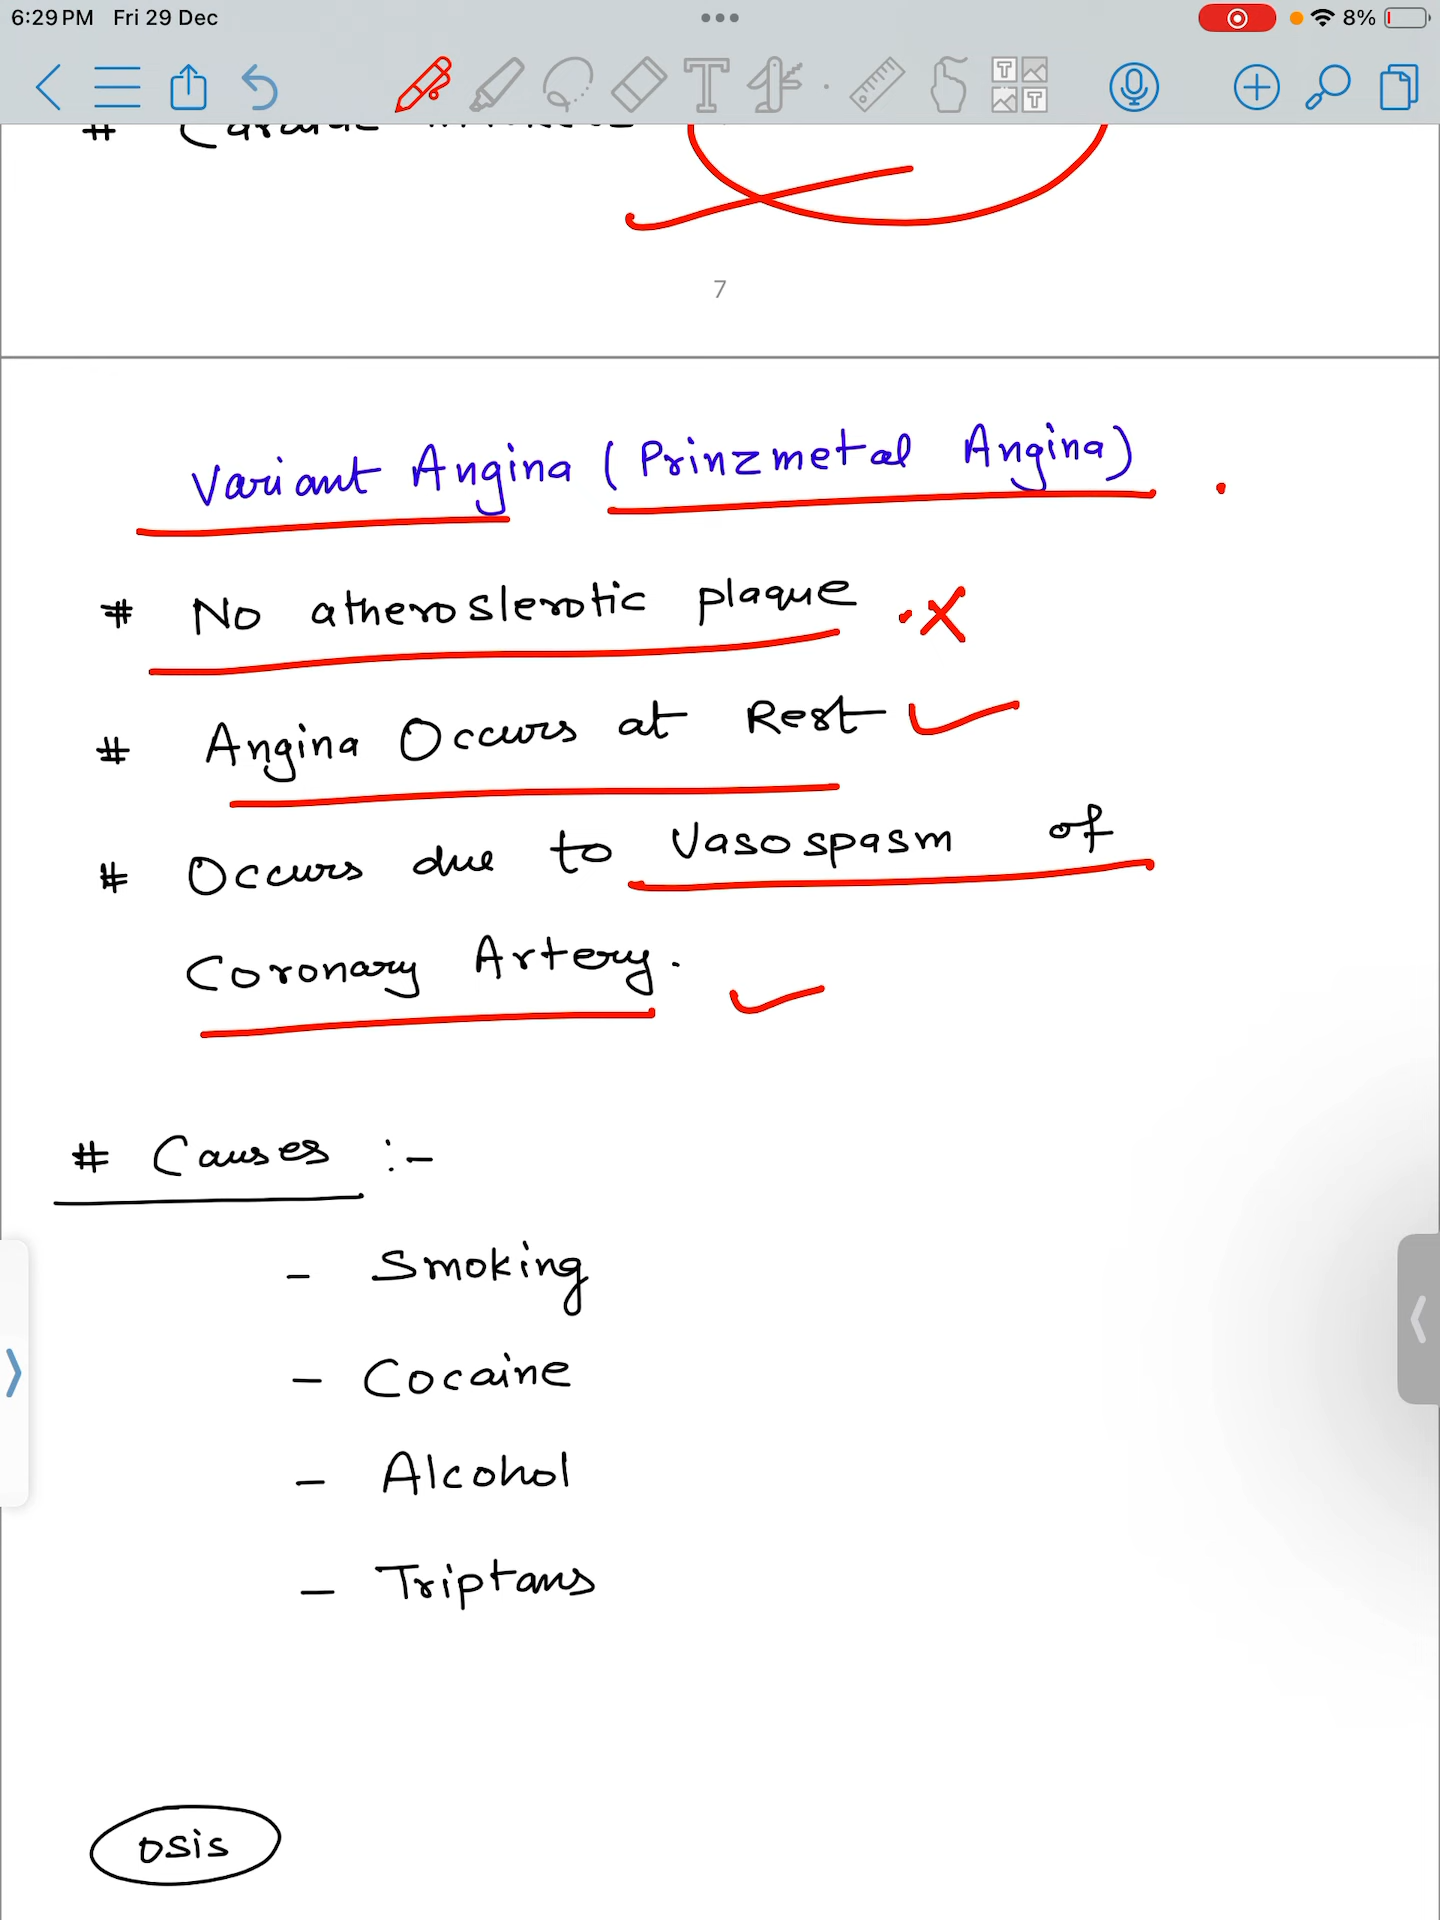 6:29 PM Fri 29 Dec
8%
7
Variant Angina (Prinzmetal Angina)
# No atheroslerotic plaque . X
# Angina Occurs at Rest
# Occurs due to Vasospasm of
Coronary Artery.
# Causes :-
- Smoking
- Cocaine
- Alcohol
- Triptans
osis